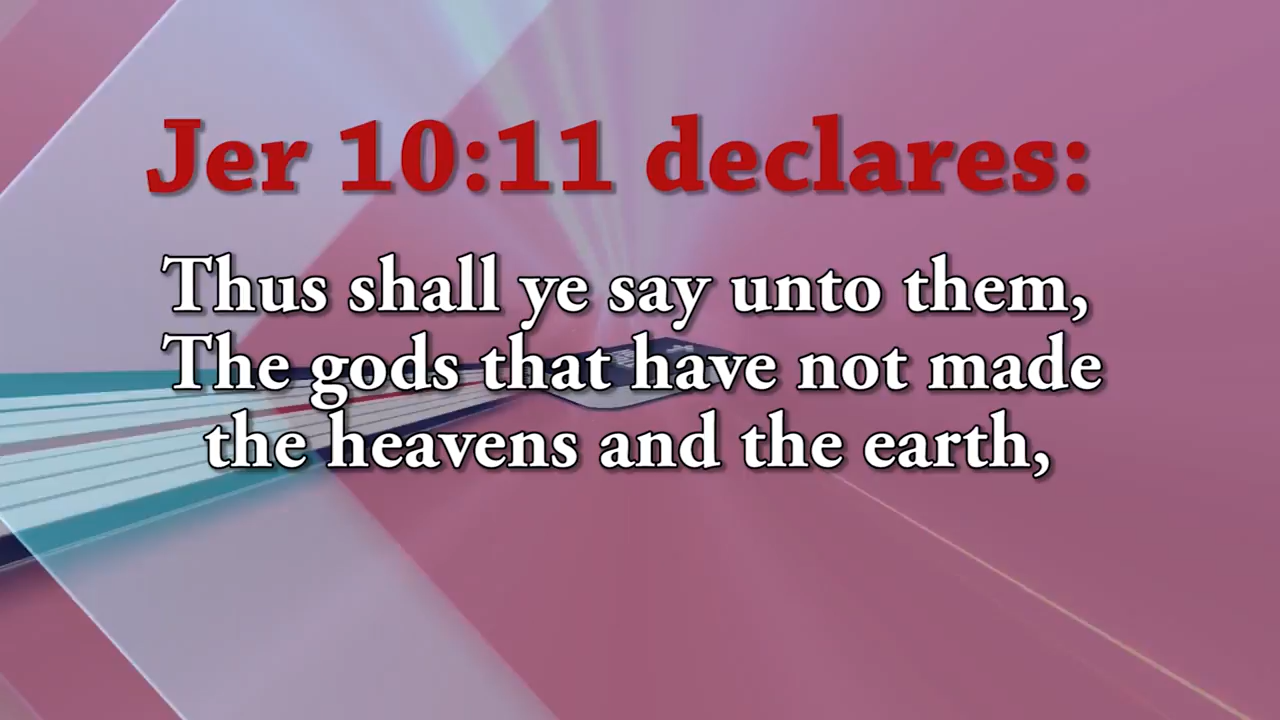 Jer 10:11 declares:
Thus shall ye say unto them,
The gods that have not made
the heavens and the earth,